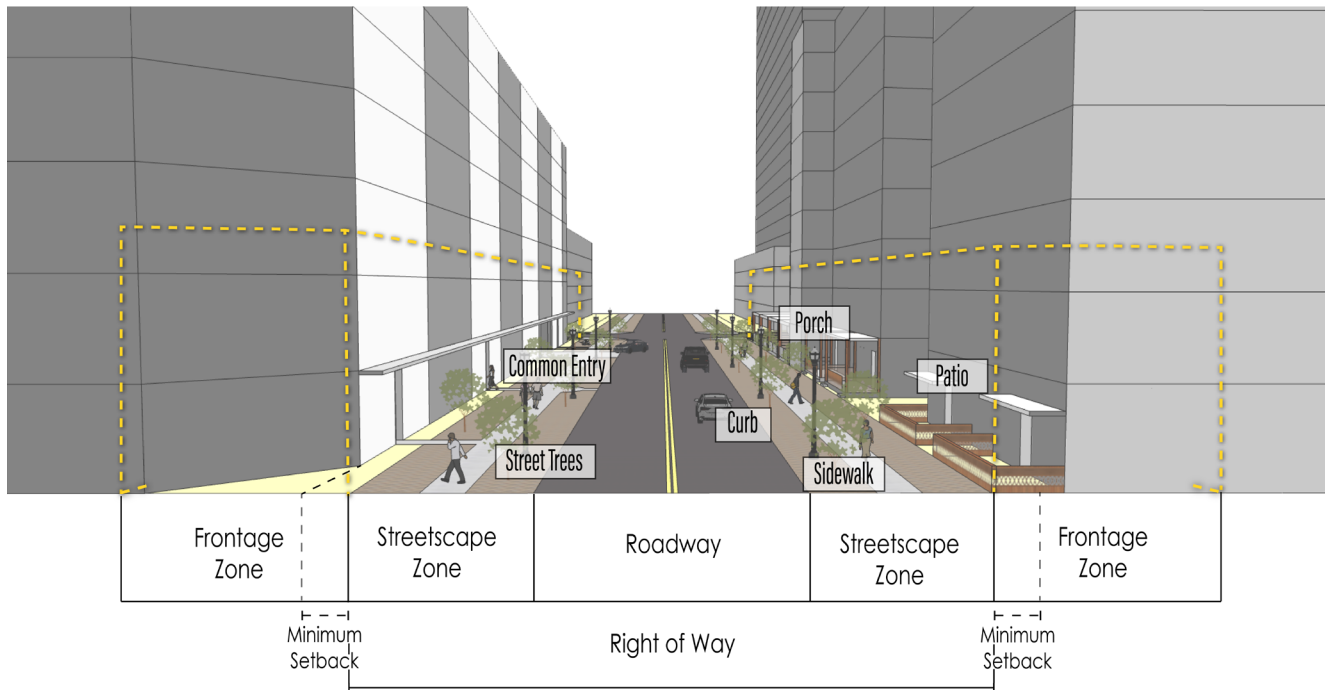 Porch
Common Entry
Patio
Curb
Street Trees
Sidewalk
Frontage
Zone
Streetscape
Zone
Roadway
Streetscape
Zone
Frontage
Zone
Minimum
Setback
Right of Way
Minimum
Setback